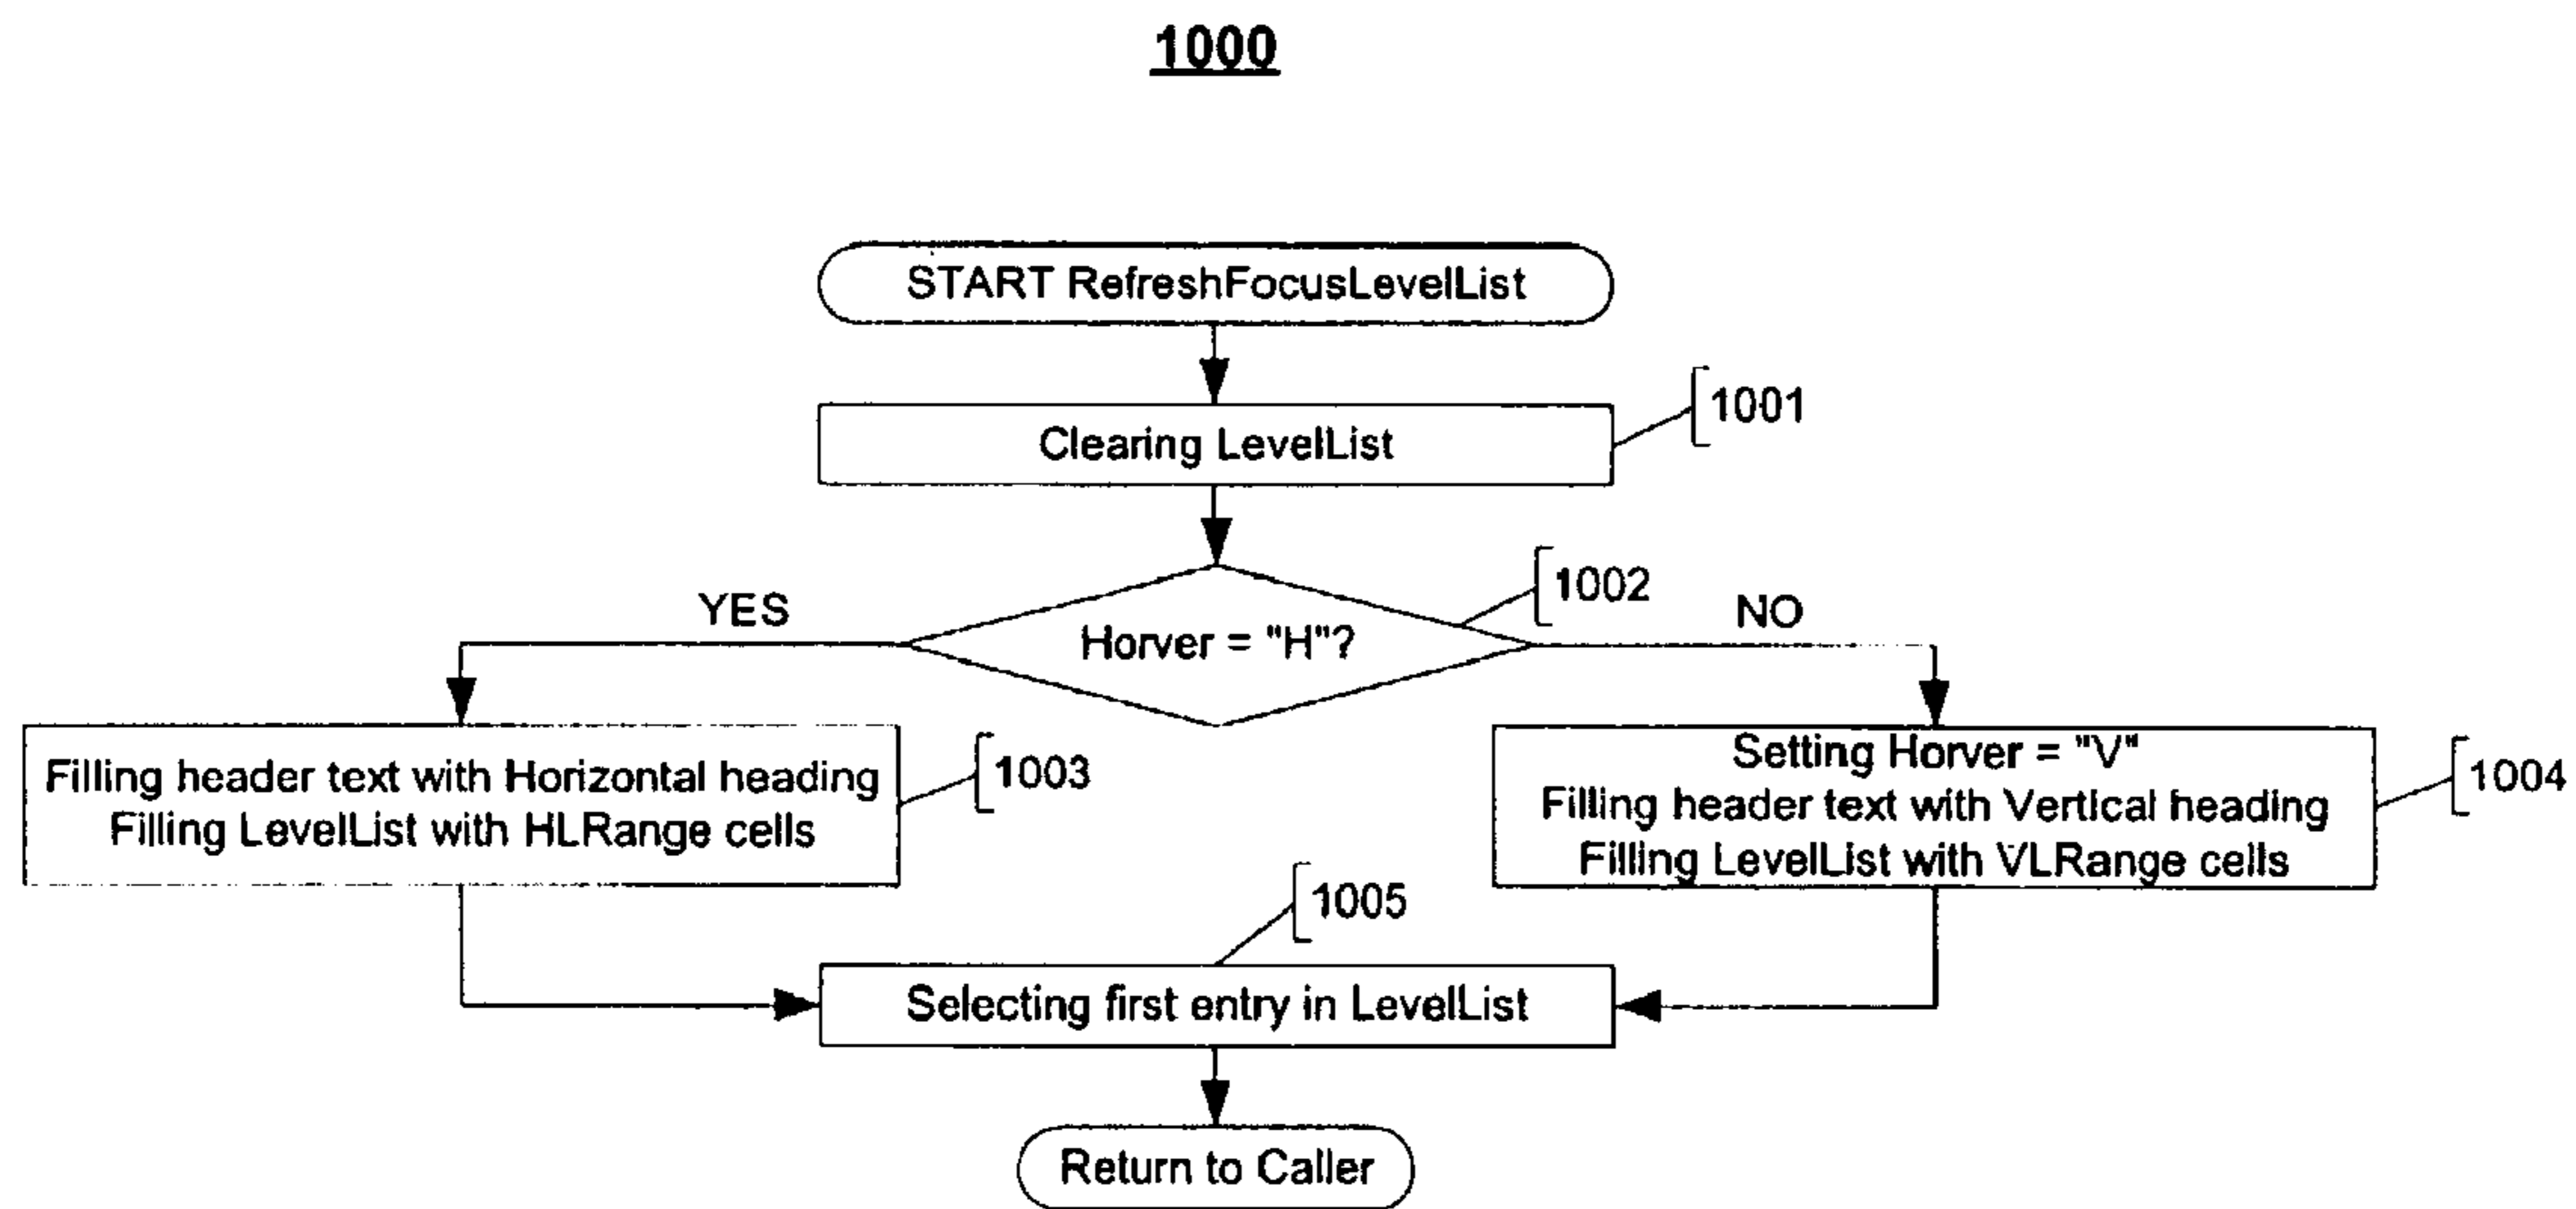 1000
START RefreshFocusLevelList
Clearing LevelList
1001
Horver = "H"?
1002
YES
NO
Filling header text with Horizontal heading
Filling LevelList with HLRange cells
1003
Setting Horver = "V"
Filling header text with Vertical heading
Filling LevelList with VLRange cells
1004
1005
Selecting first entry in LevelList
Return to Caller